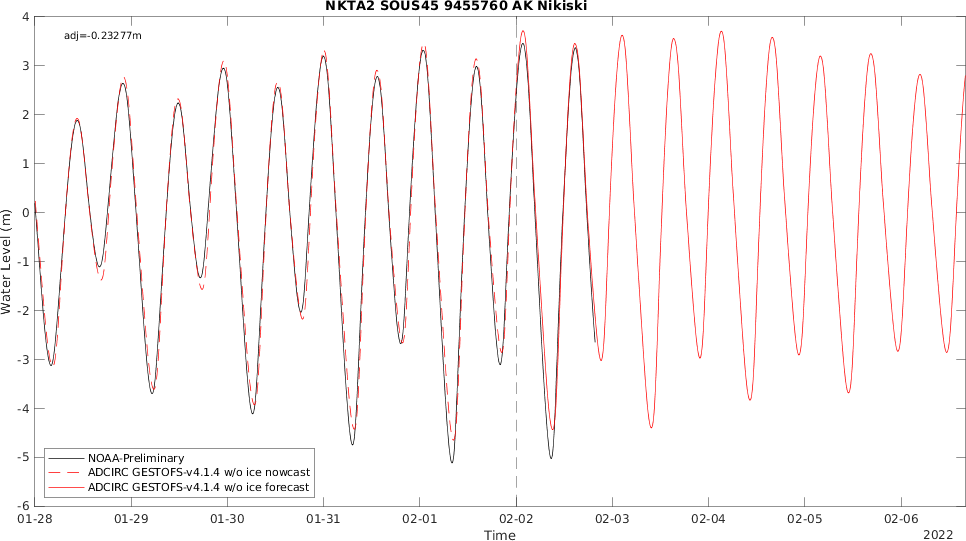 NKTA2 SOUS45 9455760 AK Nikiski
adj=-0.23277m
4
3
2
1
0
-1
-2
-3
-4
-5
-6
Water Level (m)
NOAA-Preliminary
ADCIRC GESTOFS-v4.1.4 w/o ice nowcast
ADCIRC GESTOFS-v4.1.4 w/o ice forecast
01-28 01-29 01-30 01-31 02-01 02-02 02-03 02-04 02-05 02-06
Time
2022